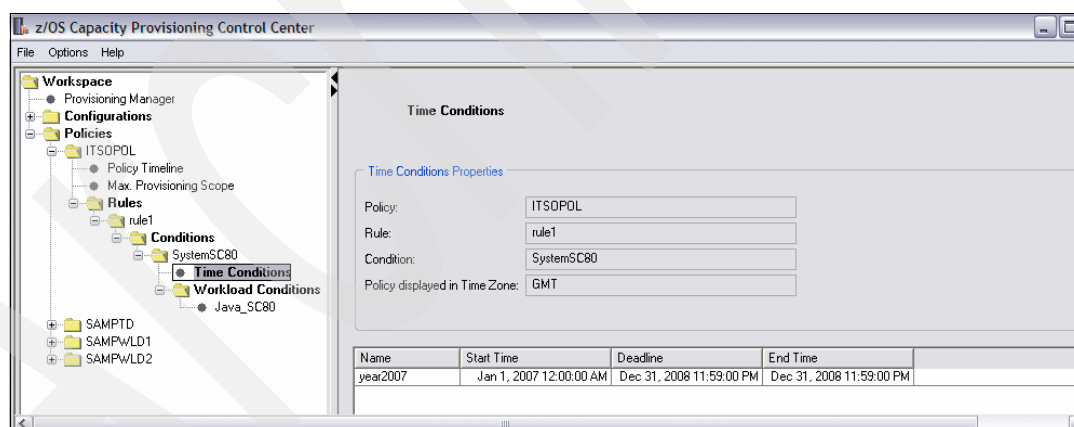 z/OS Capacity Provisioning Control Center
File Options Help
Workspace
Provisioning Manager
Configurations
Policies
ITSOPOL
Policy Timeline
Max. Provisioning Scope
Rules
rule1
Conditions
SystemSC80
Time Conditions
Workload Conditions
Java_SC80
SAMPTD
SAMPWLD1
SAMPWLD2
Time Conditions
Time Conditions Properties
Policy: ITSOPOL
Rule: rule1
Condition: SystemSC80
Policy displayed in Time Zone: GMT
Name Start Time Deadline End Time
year2007 Jan 1, 2007 12:00:00 AM Dec 31, 2008 11:59:00 PM Dec 31, 2008 11:59:00 PM